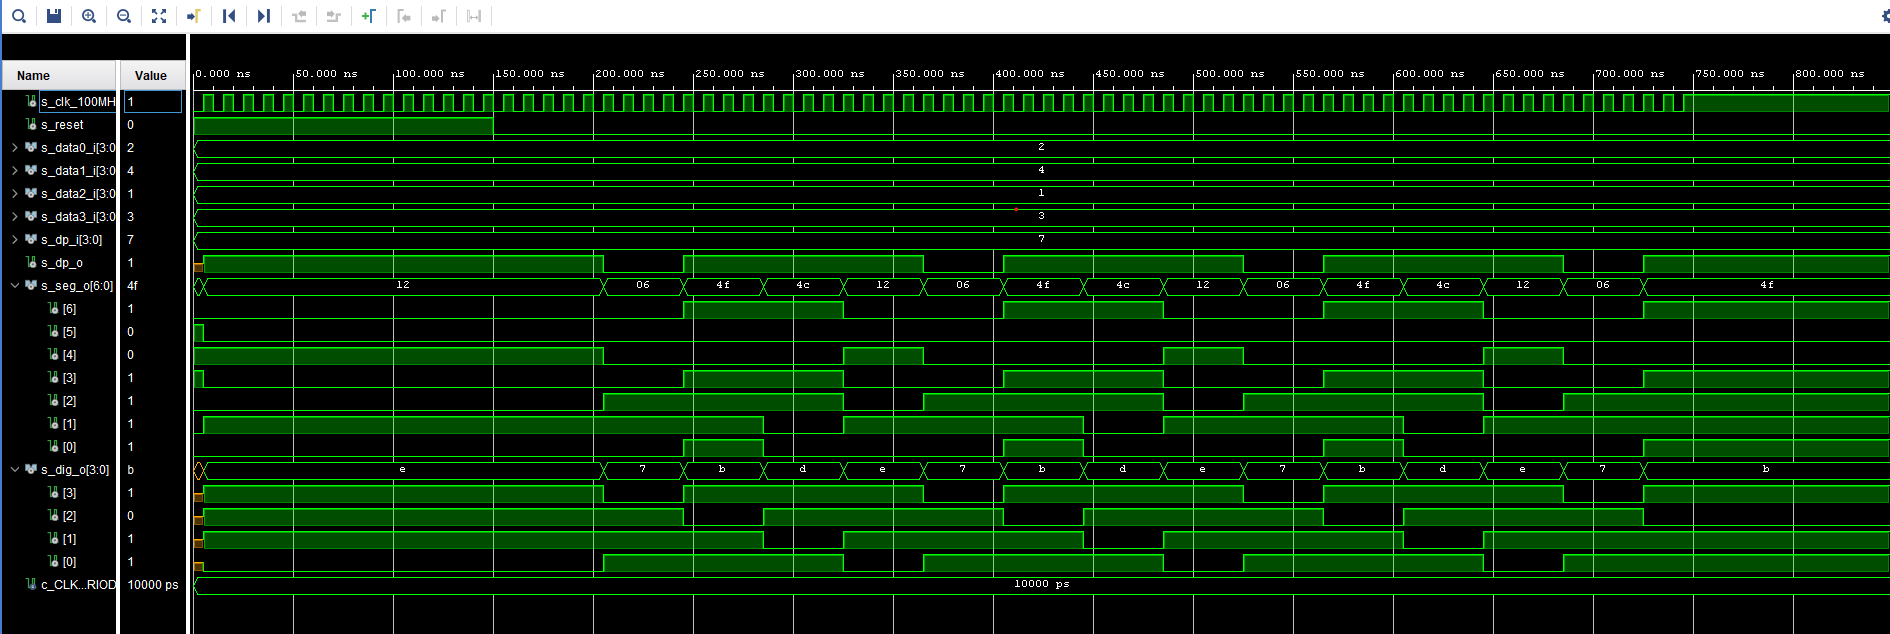 Name Value 0.000 ns 50.000 ns 100.000 ns 150.000 ns 200.000 ns 250.000 ns 300.000 ns 350.000 ns 400.000 ns 450.000 ns 500.000 ns 550.000 ns 600.000 ns 650.000 ns 700.000 ns 750.000 ns 800.000 ns
s_clk_100MH 1
s_reset 0
s_data0_i[3:0 2 2
s_data1_i[3:0 4 4
s_data2_i[3:0 1 1
s_data3_i[3:0 3 3
s_dp_i[3:0] 7 7
s_dp_o 1
s_seg_o[6:0] 4f 12 06 4f 4c 12 06 4f 4c 12 06 4f 4c 12 06 4f
[6] 1
[5] 0
[4] 0
[3] 1
[2] 1
[1] 1
[0] 1
s_dig_o[3:0] b e 7 b d e 7 b d e 7 b d e 7 b
[3] 1
[2] 0
[1] 1
[0] 1
c_CLK...RIOD 10000 ps 10000 ps